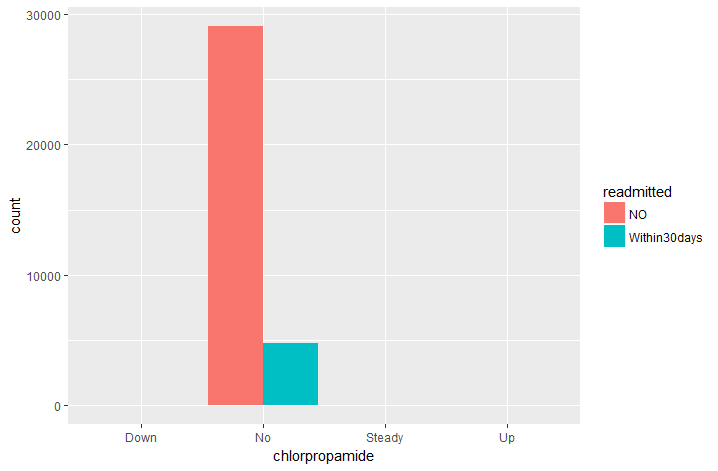 30000
20000
10000
0
count
Down No Steady Up
chlorpropamide
readmitted
NO
Within30days